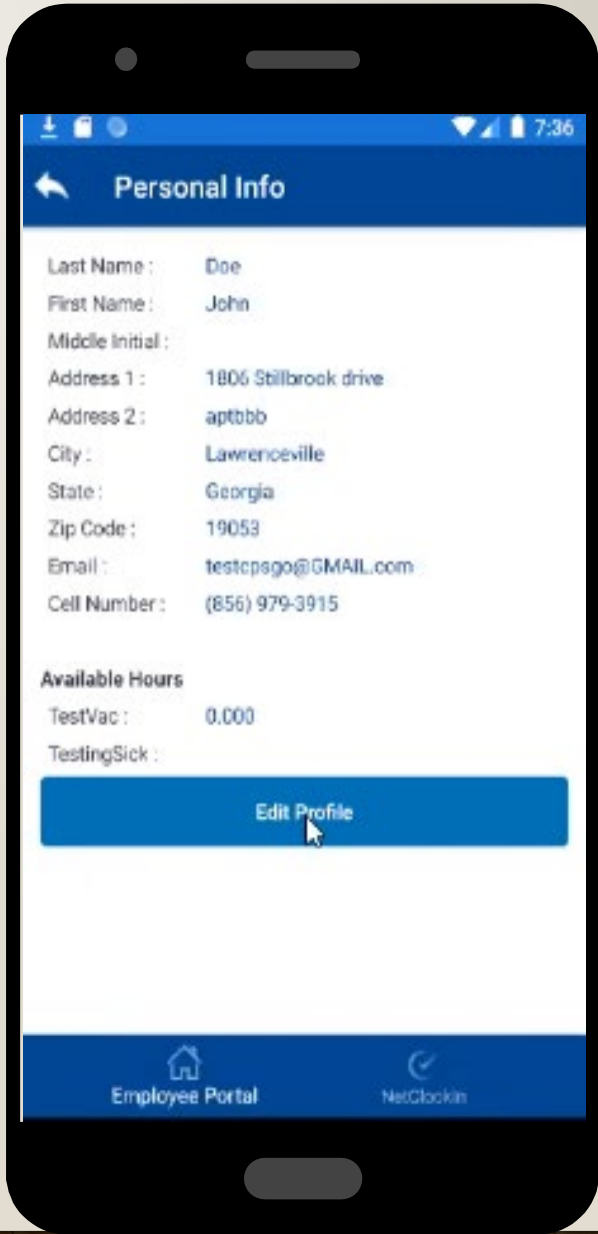 7:36
Personal Info
Last Name : Doe
First Name : John
Middle Initial :
Address 1 : 1806 Stillbrook drive
Address 2 : aptbbb
City : Lawrenceville
State : Georgia
Zip Code : 19053
Email : testcpsgo@GMAIL.com
Cell Number : (856) 979-3915
Available Hours
TestVac : 0.000
TestingSick :
Edit Profile
Employee Portal NetClockIn